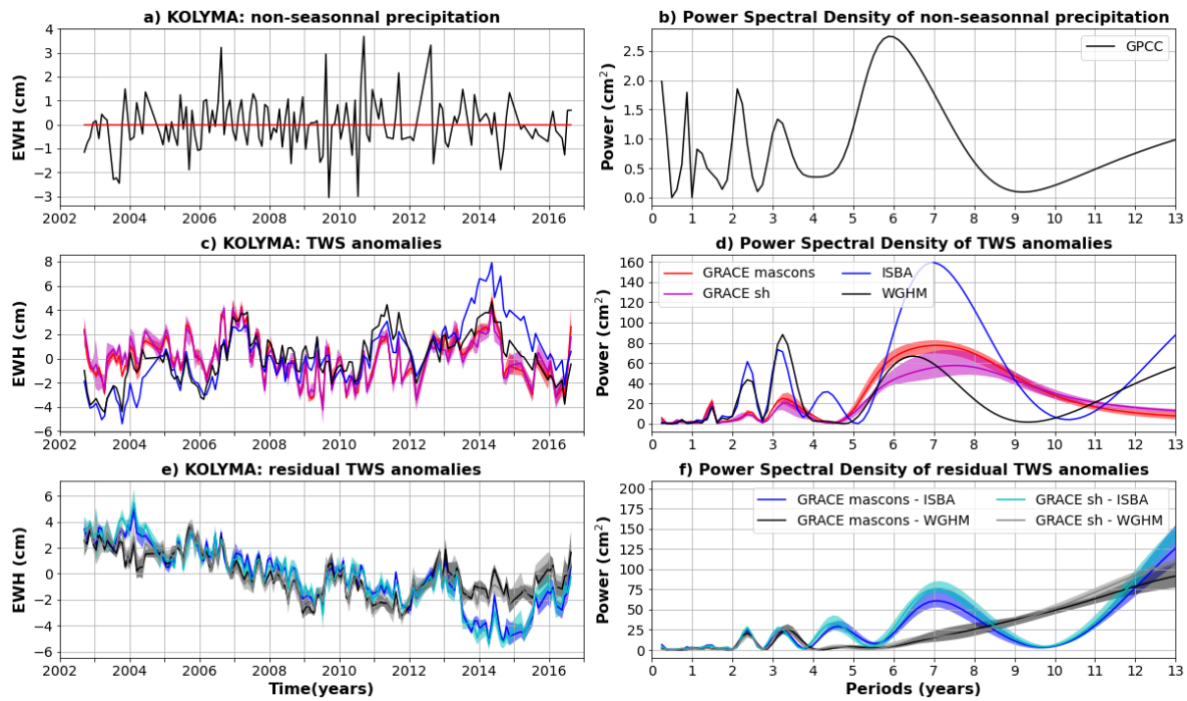 a) KOLYMA: non-seasonnal precipitation
EWH (cm)
4
3
2
1
0
−1
−2
−3
2002 2004 2006 2008 2010 2012 2014 2016
b) Power Spectral Density of non-seasonnal precipitation
Power (cm²)
2.5
2.0
1.5
1.0
0.5
0.0
GPCC
0 1 2 3 4 5 6 7 8 9 10 11 12 13
c) KOLYMA: TWS anomalies
EWH (cm)
8
6
4
2
0
−2
−4
−6
2002 2004 2006 2008 2010 2012 2014 2016
d) Power Spectral Density of TWS anomalies
Power (cm²)
160
140
120
100
80
60
40
20
0
GRACE mascons ISBA
GRACE sh WGHM
0 1 2 3 4 5 6 7 8 9 10 11 12 13
e) KOLYMA: residual TWS anomalies
EWH (cm)
6
4
2
0
−2
−4
−6
2002 2004 2006 2008 2010 2012 2014 2016
Time(years)
f) Power Spectral Density of residual TWS anomalies
Power (cm²)
200
175
150
125
100
75
50
25
0
GRACE mascons - ISBA GRACE sh - ISBA
GRACE mascons - WGHM GRACE sh - WGHM
0 1 2 3 4 5 6 7 8 9 10 11 12 13
Periods (years)